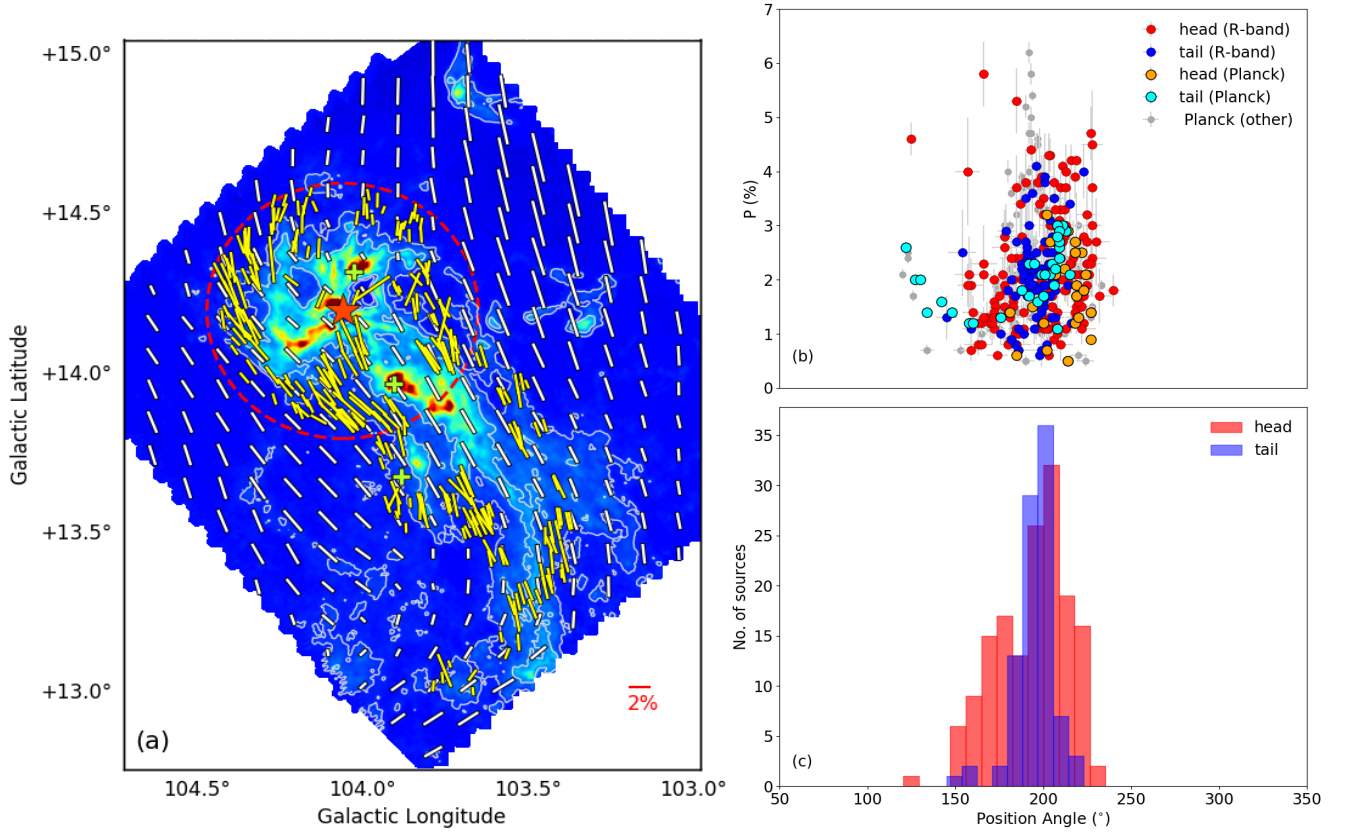 +15.0°
+14.5°
+14.0°
+13.5°
+13.0°
Galactic Latitude
104.5°
104.0°
103.5°
103.0°
Galactic Longitude
(a)
2%
7
6
5
4
3
2
1
0
P (%)
head (R-band)
tail (R-band)
head (Planck)
tail (Planck)
Planck (other)
(b)
35
30
25
20
15
10
5
0
No. of sources
head
tail
(c)
50
100
150
200
250
300
350
Position Angle (°)